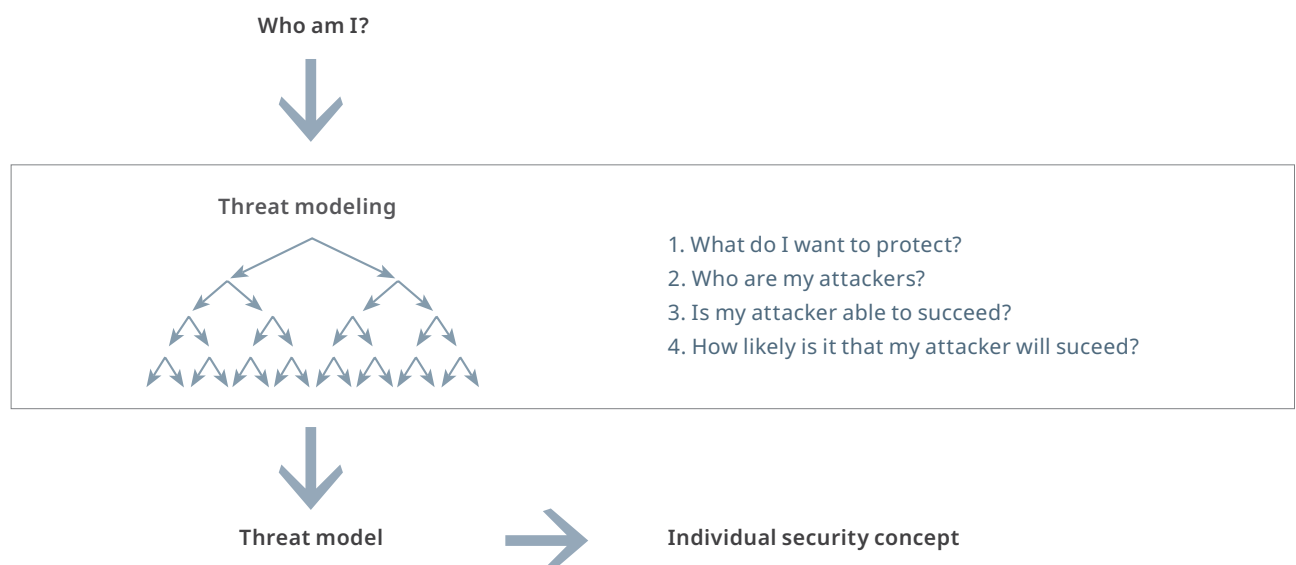 Who am I?
Threat modeling
1. What do I want to protect?
2. Who are my attackers?
3. Is my attacker able to succeed?
4. How likely is it that my attacker will suceed?
Threat model
Individual security concept